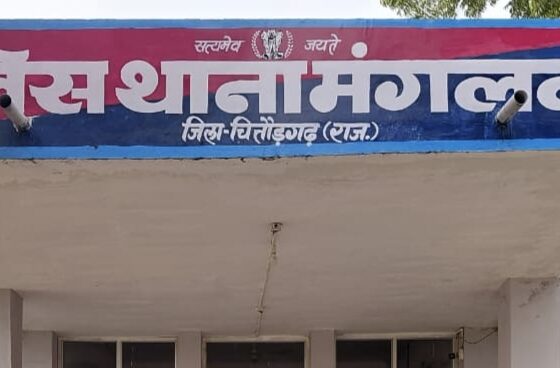 सत्यमेव जयते
थाना मंगल
जिला-चित्तौड़गढ़ (राज.)